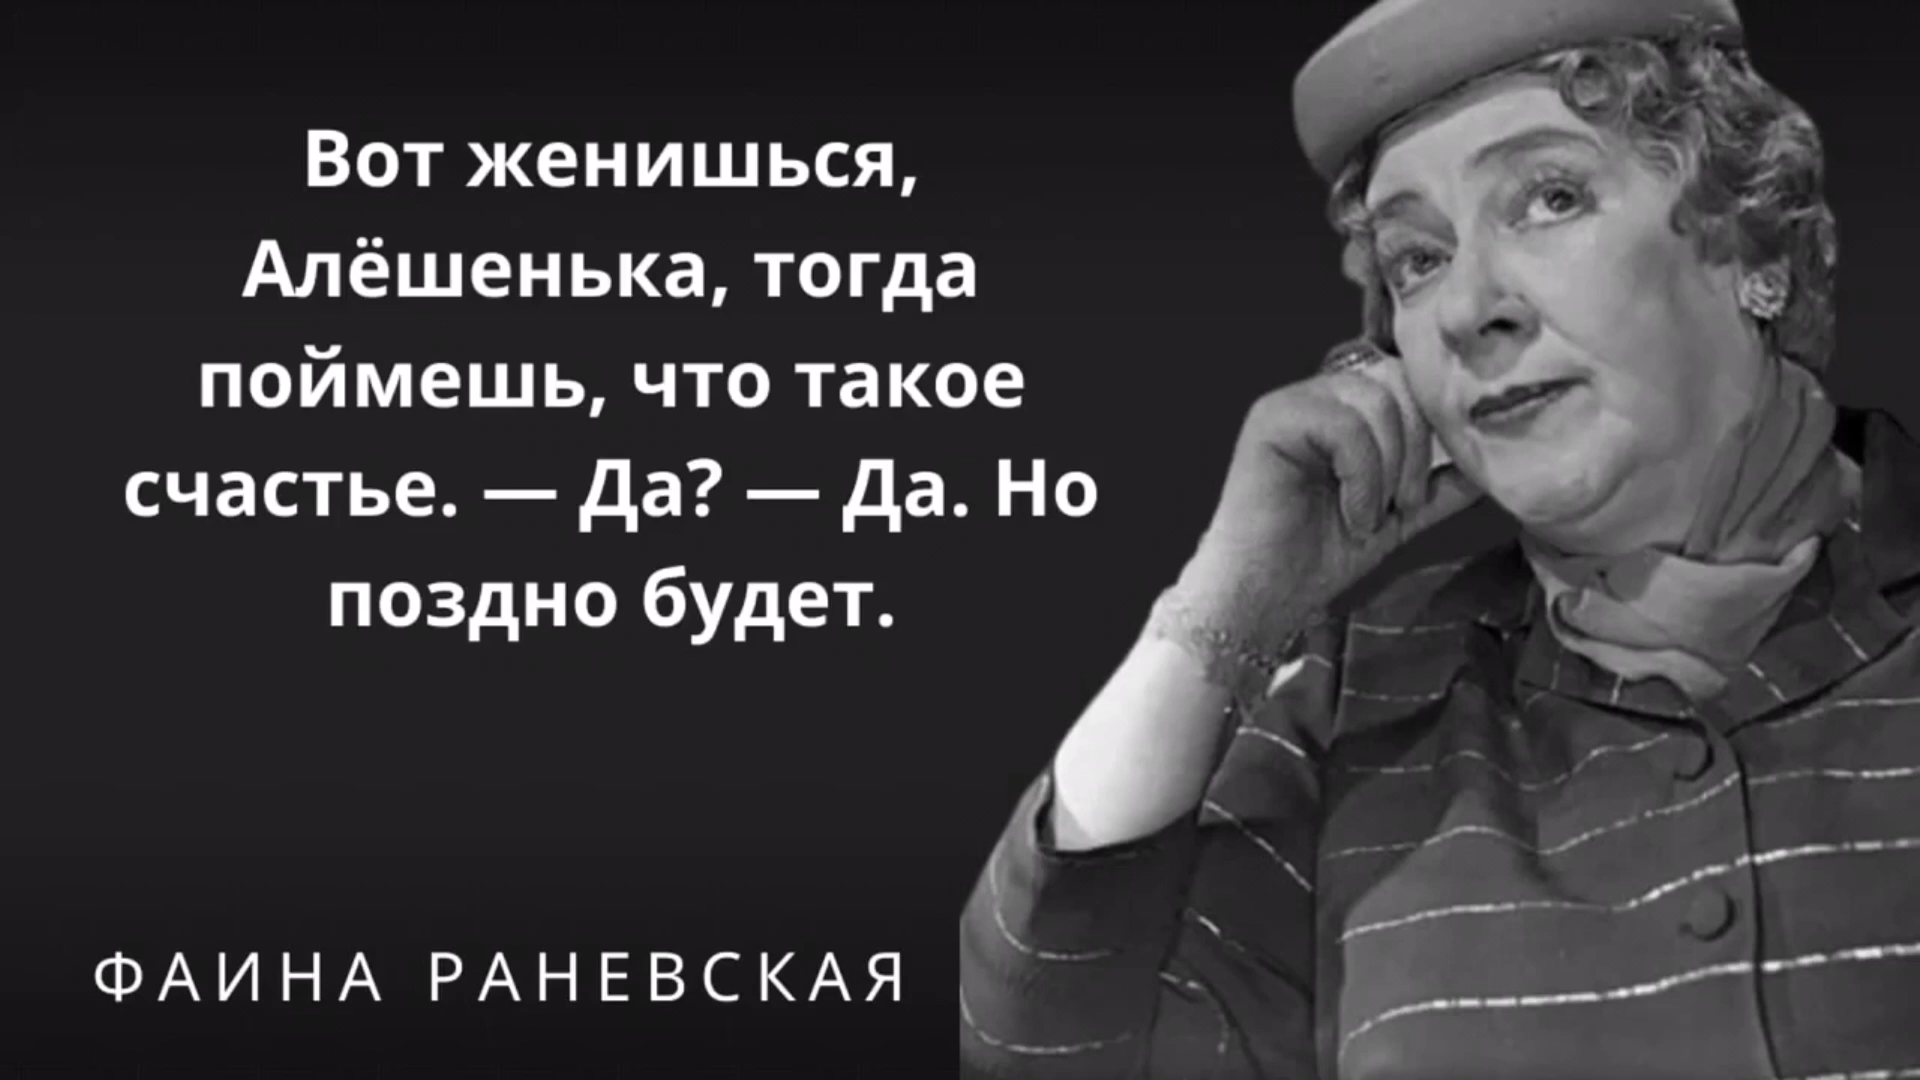 Вот женишься,
Алёшенька, тогда
поймешь, что такое
счастье. — Да? — Да. Но
поздно будет.
ФАИНА РАНЕВСКАЯ